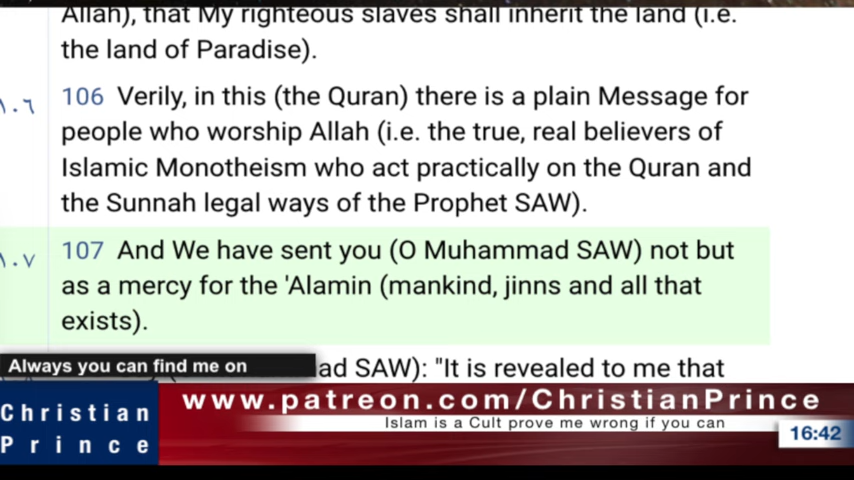 Allah), that My righteous slaves shall inherit the land (i.e.
the land of Paradise).
١٠٦
106 Verily, in this (the Quran) there is a plain Message for
people who worship Allah (i.e. the true, real believers of
Islamic Monotheism who act practically on the Quran and
the Sunnah legal ways of the Prophet SAW).
١٠٧
107 And We have sent you (O Muhammad SAW) not but
as a mercy for the 'Alamin (mankind, jinns and all that
exists).
ad SAW): "It is revealed to me that
Always you can find me on
www.patreon.com/ChristianPrince
Christian
Prince
Islam is a Cult prove me wrong if you can
16:42